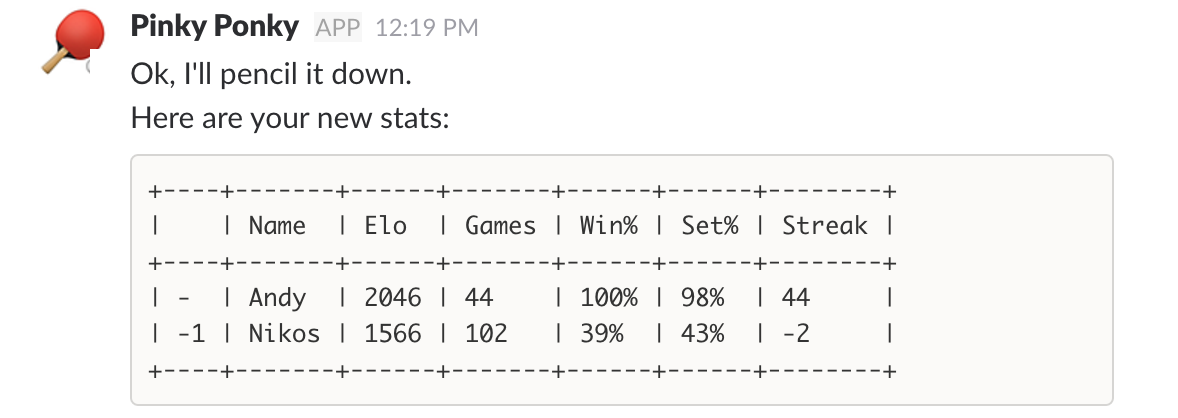 Pinky Ponky APP 12:19 PM
Ok, I'll pencil it down.
Here are your new stats:
+----+-------+------+-------+------+------+--------+
|    | Name  | Elo  | Games | Win% | Set% | Streak |
+----+-------+------+-------+------+------+--------+
| -  | Andy  | 2046 | 44    | 100% | 98%  | 44     |
| -1 | Nikos | 1566 | 102   | 39%  | 43%  | -2     |
+----+-------+------+-------+------+------+--------+